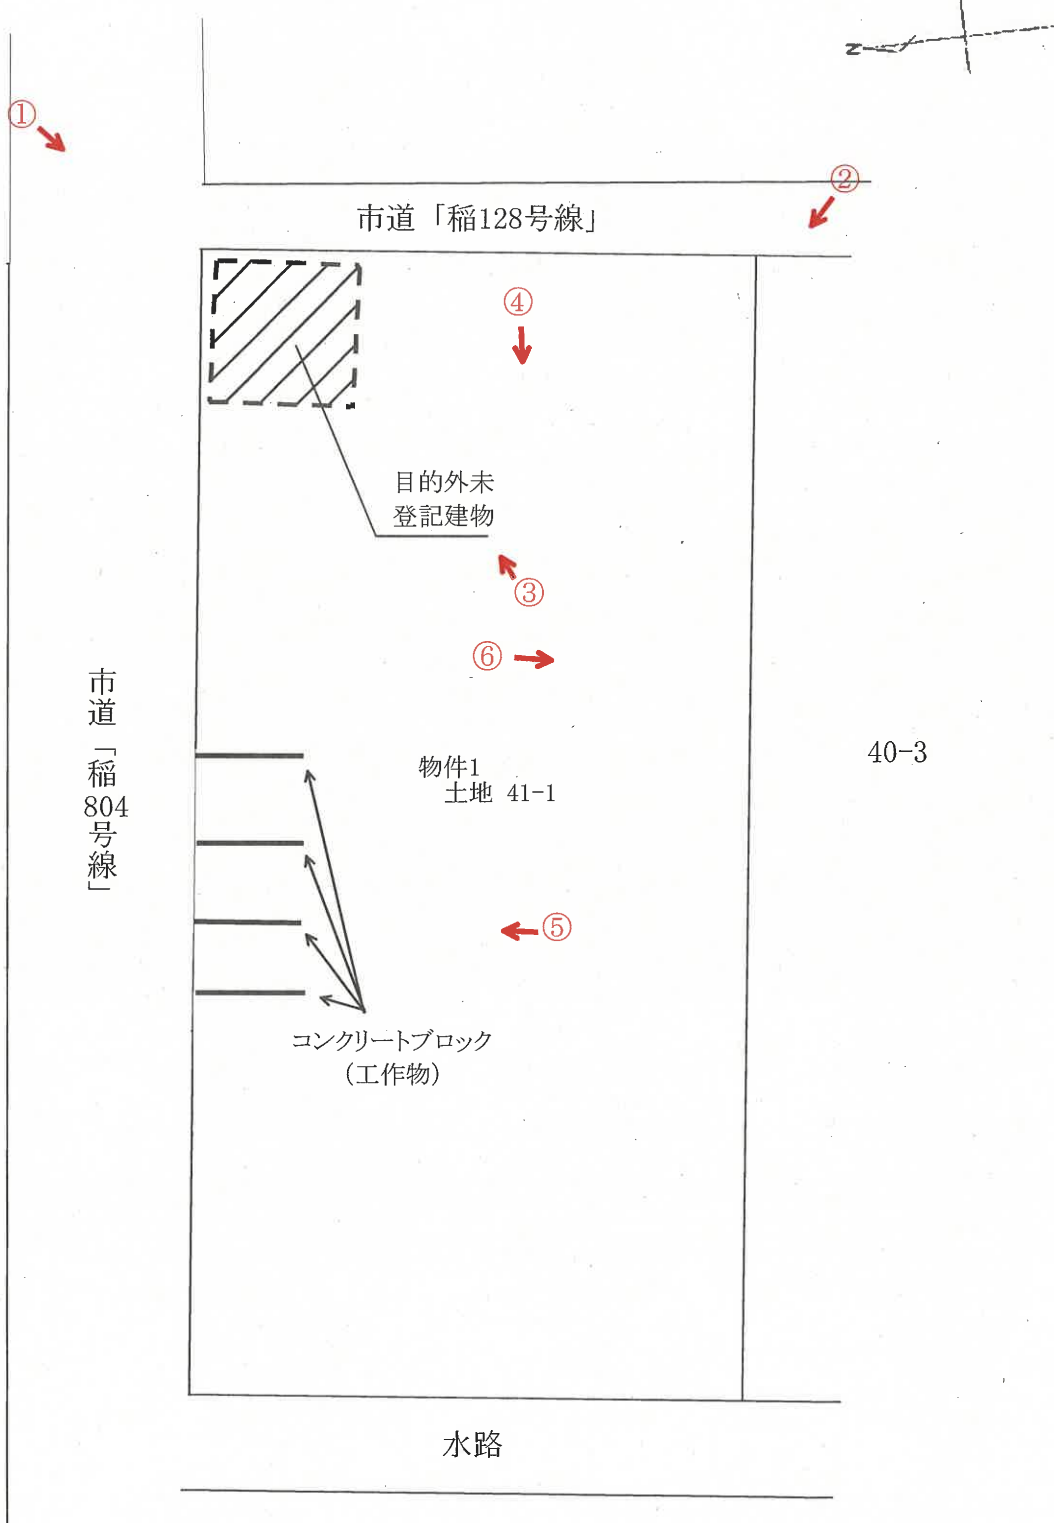 N
①
②
市道「稲128号線」
④
目的外未
登記建物
③
⑥
市道「稲804号線」
物件1
土地 41-1
40-3
⑤
コンクリートブロック
(工作物)
水路